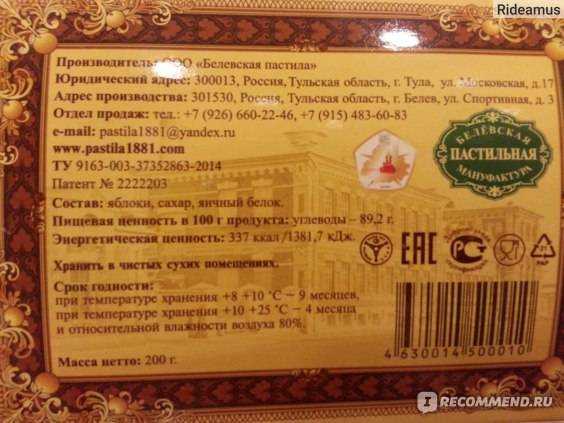 Rideamus
Производитель: ООО «Белевская пастила»
Юридический адрес: 300013, Россия, Тульская область, г. Тула, ул. Московская, д.17
Адрес производства: 301530, Россия, Тульская область, г. Белев, ул. Спортивная, д. 3
Отдел продаж: тел.: +7 (926) 660-22-46, +7 (915) 483-60-83
e-mail: pastila1881@yandex.ru
www.pastila1881.com
ТУ 9163-003-37352863-2014
Патент № 2222203
БЕЛЁВСКАЯ
ПАСТИЛЬНАЯ
МАНУФАКТУРА
Состав: яблоки, сахар, яичный белок.
Пищевая ценность в 100 г продукта: углеводы – 89,2 г.
Энергетическая ценность: 337 ккал /1381,7 кДж.
Хранить в чистых сухих помещениях.
EAC
Срок годности:
при температуре хранения +8 +10 °С – 9 месяцев,
при температуре хранения +10 +25 °С – 4 месяца
и относительной влажности воздуха 80%.
Масса нетто: 200 г.
4 630014 500010
I RECOMMEND.RU